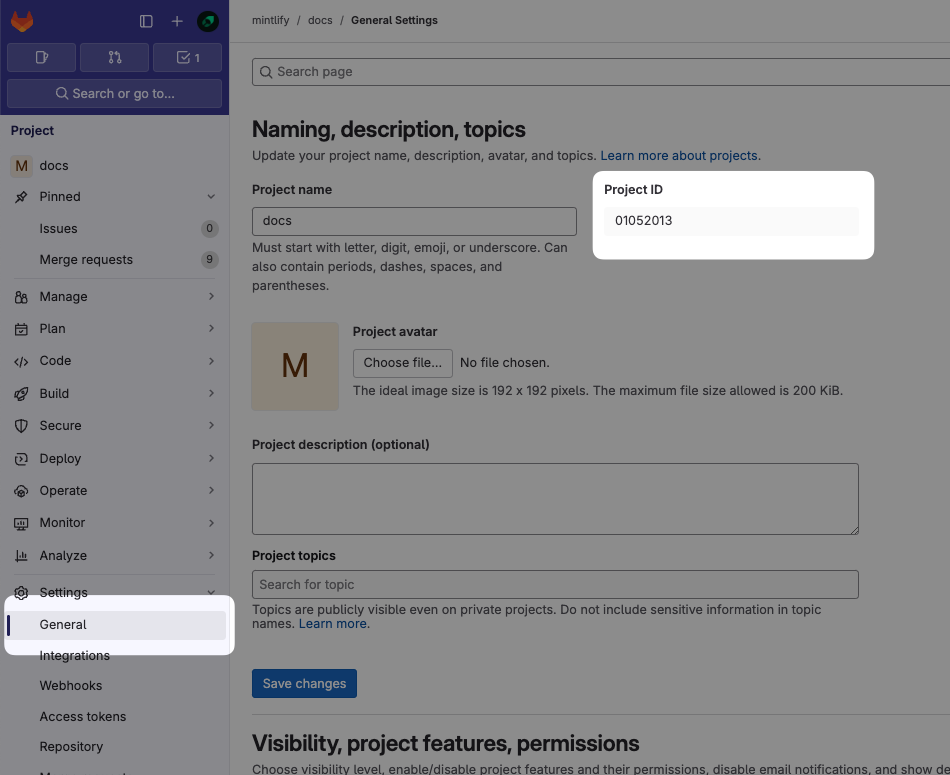 mintlify / docs / General Settings
1
Search or go to...
Search page
Project
M docs
Pinned
Issues 0
Merge requests 9
Manage
Plan
Code
Build
Secure
Deploy
Operate
Monitor
Analyze
Settings
General
Integrations
Webhooks
Access tokens
Repository
Naming, description, topics
Update your project name, description, avatar, and topics. Learn more about projects.
Project name
docs
Must start with letter, digit, emoji, or underscore. Can
also contain periods, dashes, spaces, and
parentheses.
Project ID
01052013
M
Project avatar
Choose file... No file chosen.
The ideal image size is 192 x 192 pixels. The maximum file size allowed is 200 KiB.
Project description (optional)
Project topics
Search for topic
Topics are publicly visible even on private projects. Do not include sensitive information in topic
names. Learn more.
Save changes
Visibility, project features, permissions
Choose visibility level, enable/disable project features and their permissions, disable email notifications, and show